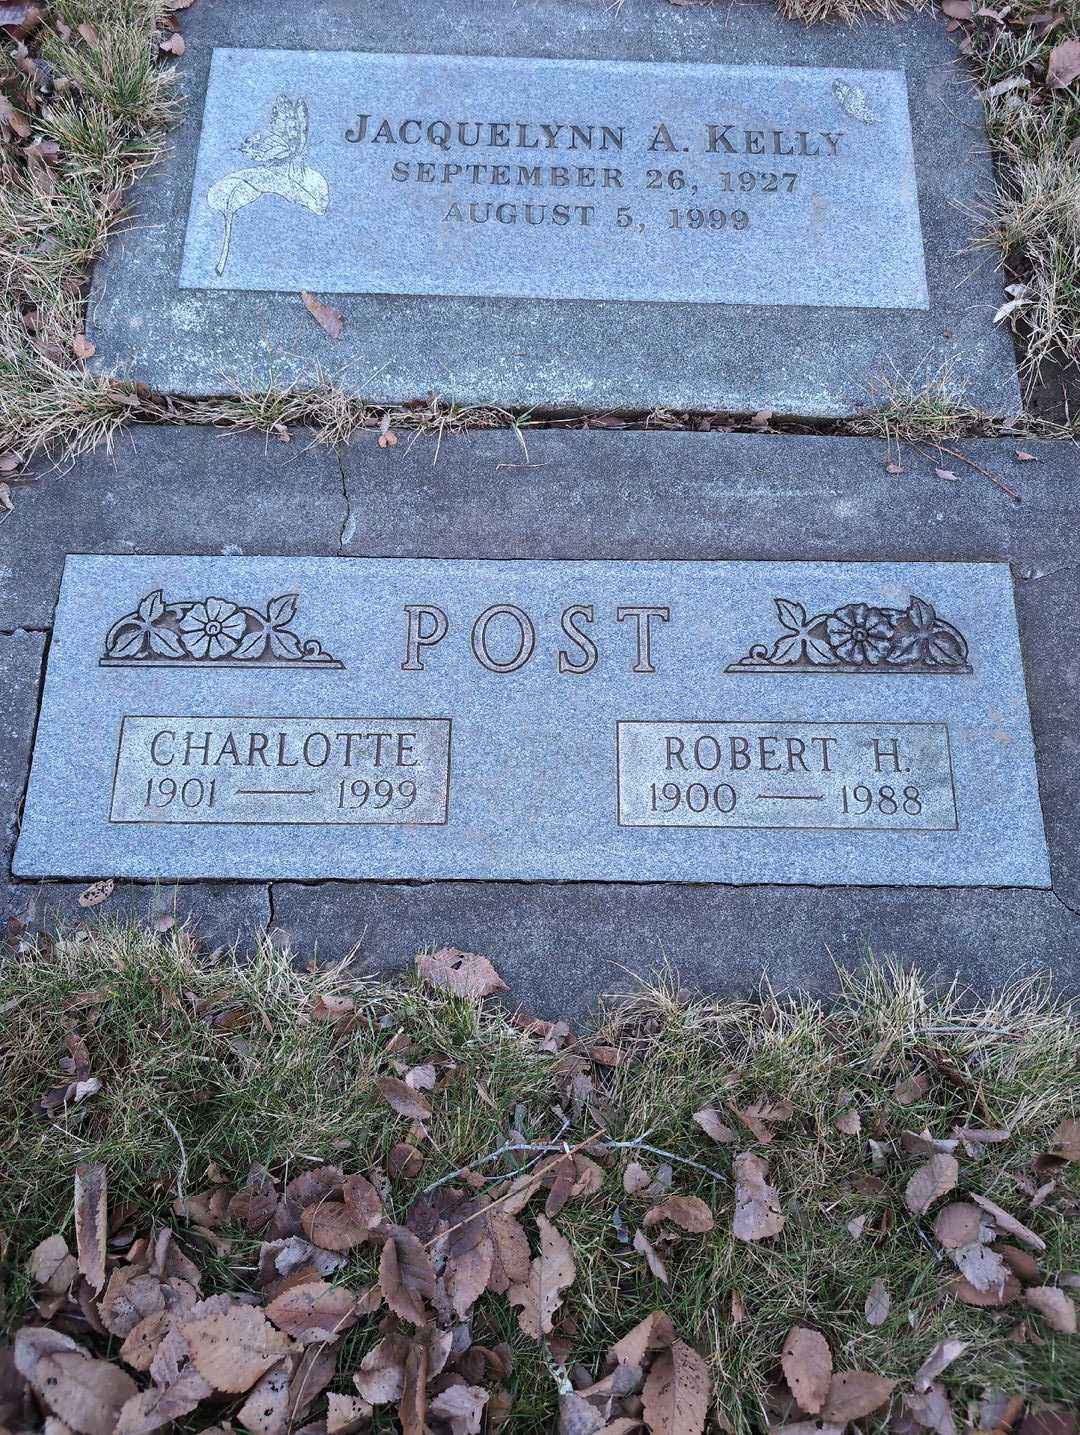 JACQUELYNN A. KELLY
SEPTEMBER 26, 1927
AUGUST 5, 1999
POST
CHARLOTTE
1901 — 1999
ROBERT H.
1900 — 1988